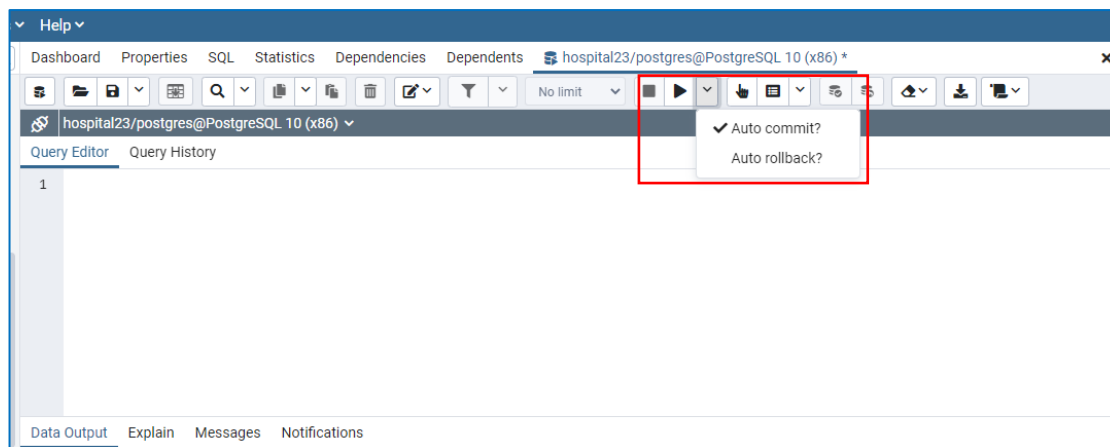 Help
Dashboard Properties SQL Statistics Dependencies Dependents hospital23/postgres@PostgreSQL 10 (x86) *
No limit
hospital23/postgres@PostgreSQL 10 (x86)
Auto commit?
Query Editor Query History
Auto rollback?
1
Data Output Explain Messages Notifications